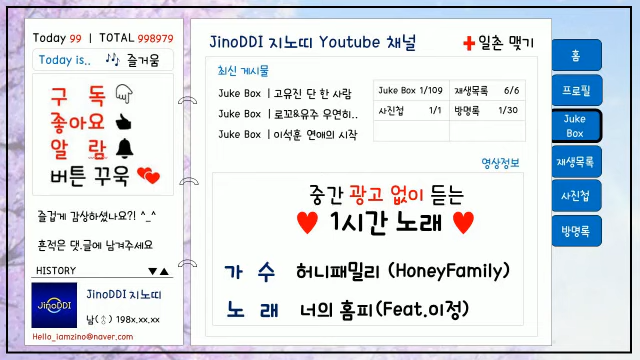 Today 99 | TOTAL 998979
Today is.. 즐거움
구 독
좋아요
알 람
버튼 꾸욱
즐겁게 감상하셨나요?! ^_^
흔적은 댓.글에 남겨주세요
HISTORY ▼▲
JinoDDI
JinoDDI 지노띠
남(♂) 198x.xx.xx
Hello_iamzino@naver.com
JinoDDI 지노띠 Youtube 채널
일촌 맺기
최신 게시물
Juke Box | 고유진 단 한 사람
Juke Box | 로꼬&유주 우연히..
Juke Box | 이석훈 연애의 시작
Juke Box 1/109 재생목록 6/6
사진첩 1/1 방명록 1/30
영상정보
중간 광고 없이 듣는
♥ 1시간 노래 ♥
가 수 허니패밀리 (HoneyFamily)
노 래 너의 홈피(Feat.이정)
홈
프로필
Juke
Box
재생목록
사진첩
방명록